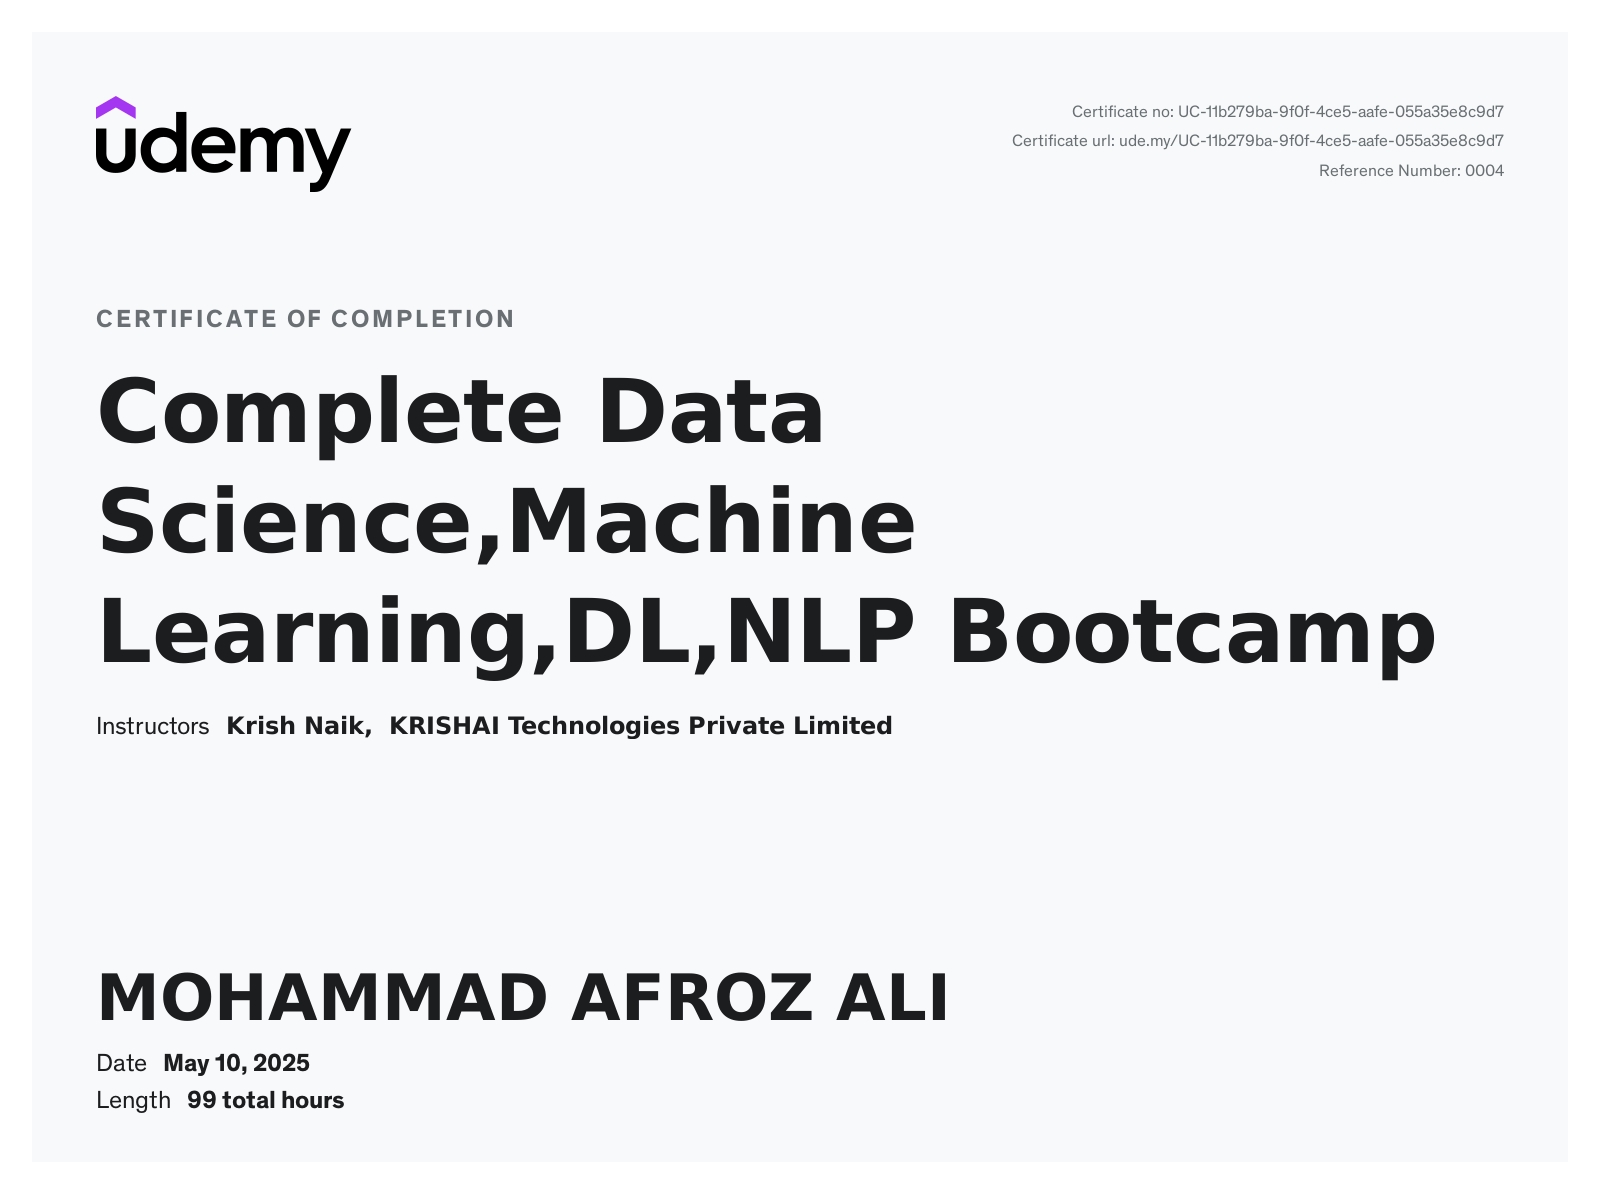 udemy
Certificate no: UC-11b279ba-9f0f-4ce5-aafe-055a35e8c9d7
Certificate url: ude.my/UC-11b279ba-9f0f-4ce5-aafe-055a35e8c9d7
Reference Number: 0004
CERTIFICATE OF COMPLETION
Complete Data
Science,Machine
Learning,DL,NLP Bootcamp
Instructors Krish Naik, KRISHAI Technologies Private Limited
MOHAMMAD AFROZ ALI
Date May 10, 2025
Length 99 total hours